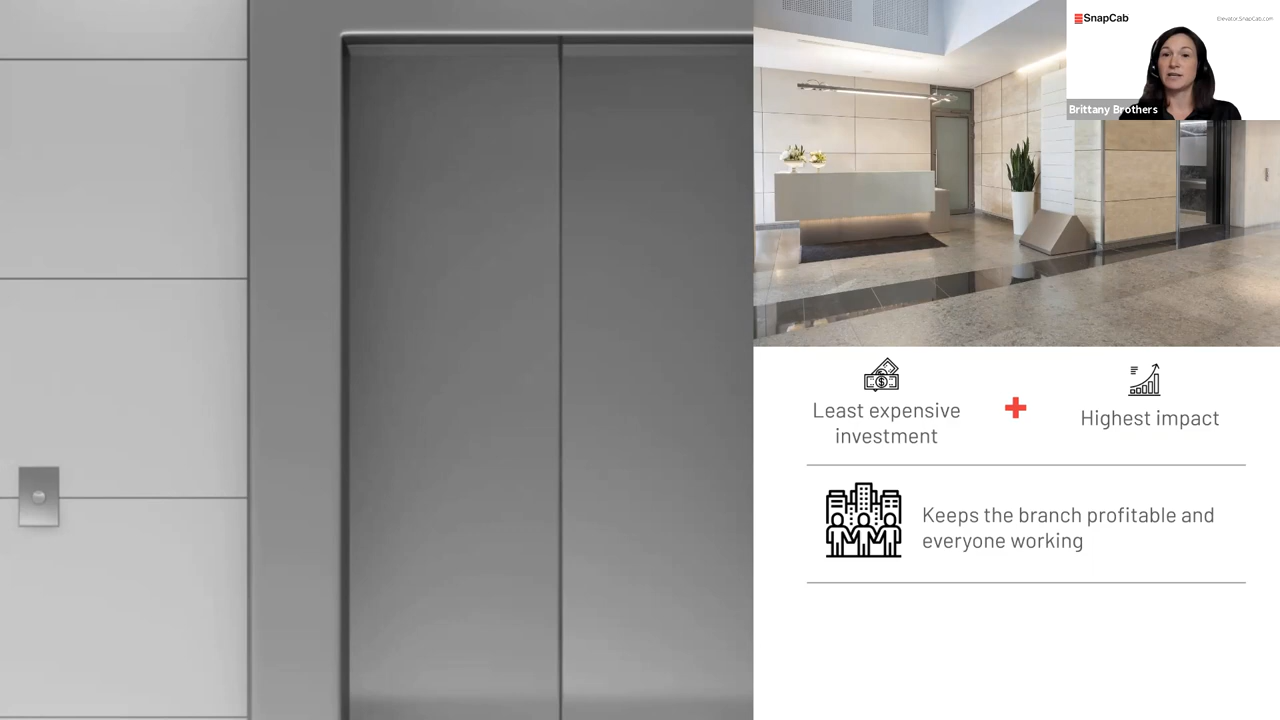 SnapCab
Elevator.SnapCab.com
Brittany Brothers
Least expensive
investment
Highest impact
Keeps the branch profitable and
everyone working